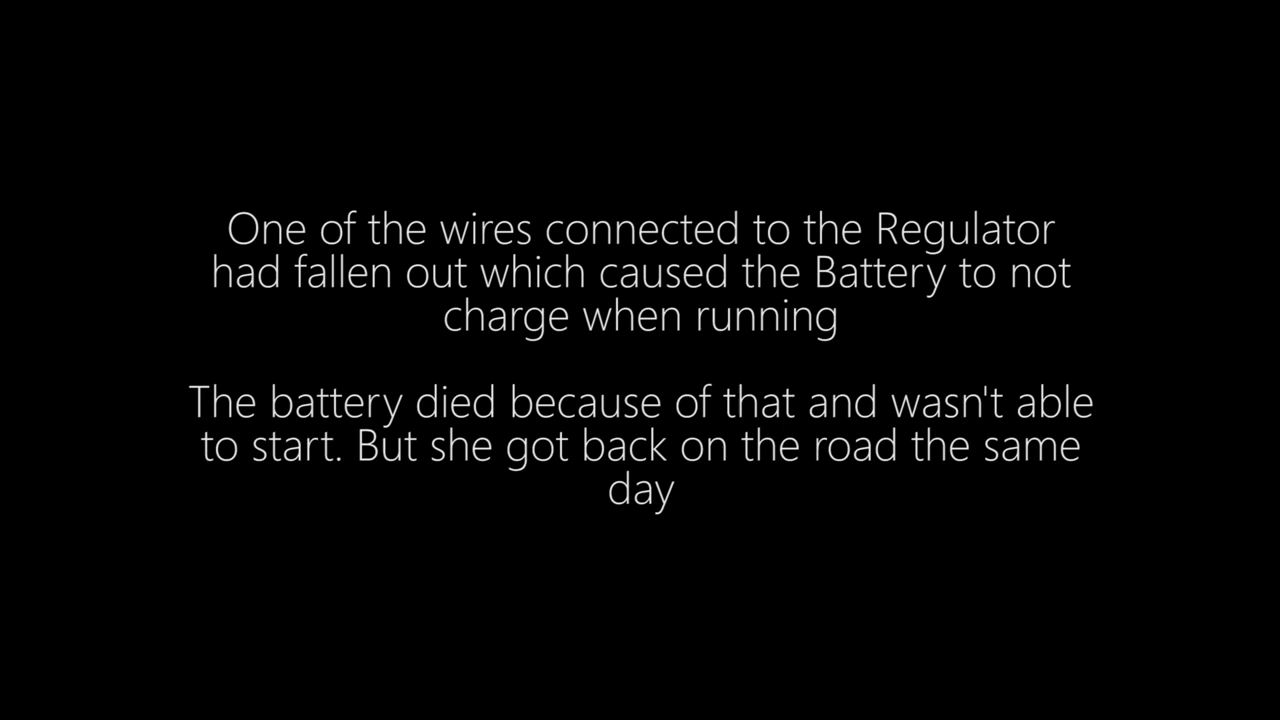 One of the wires connected to the Regulator
had fallen out which caused the Battery to not
charge when running
The battery died because of that and wasn't able
to start. But she got back on the road the same
day